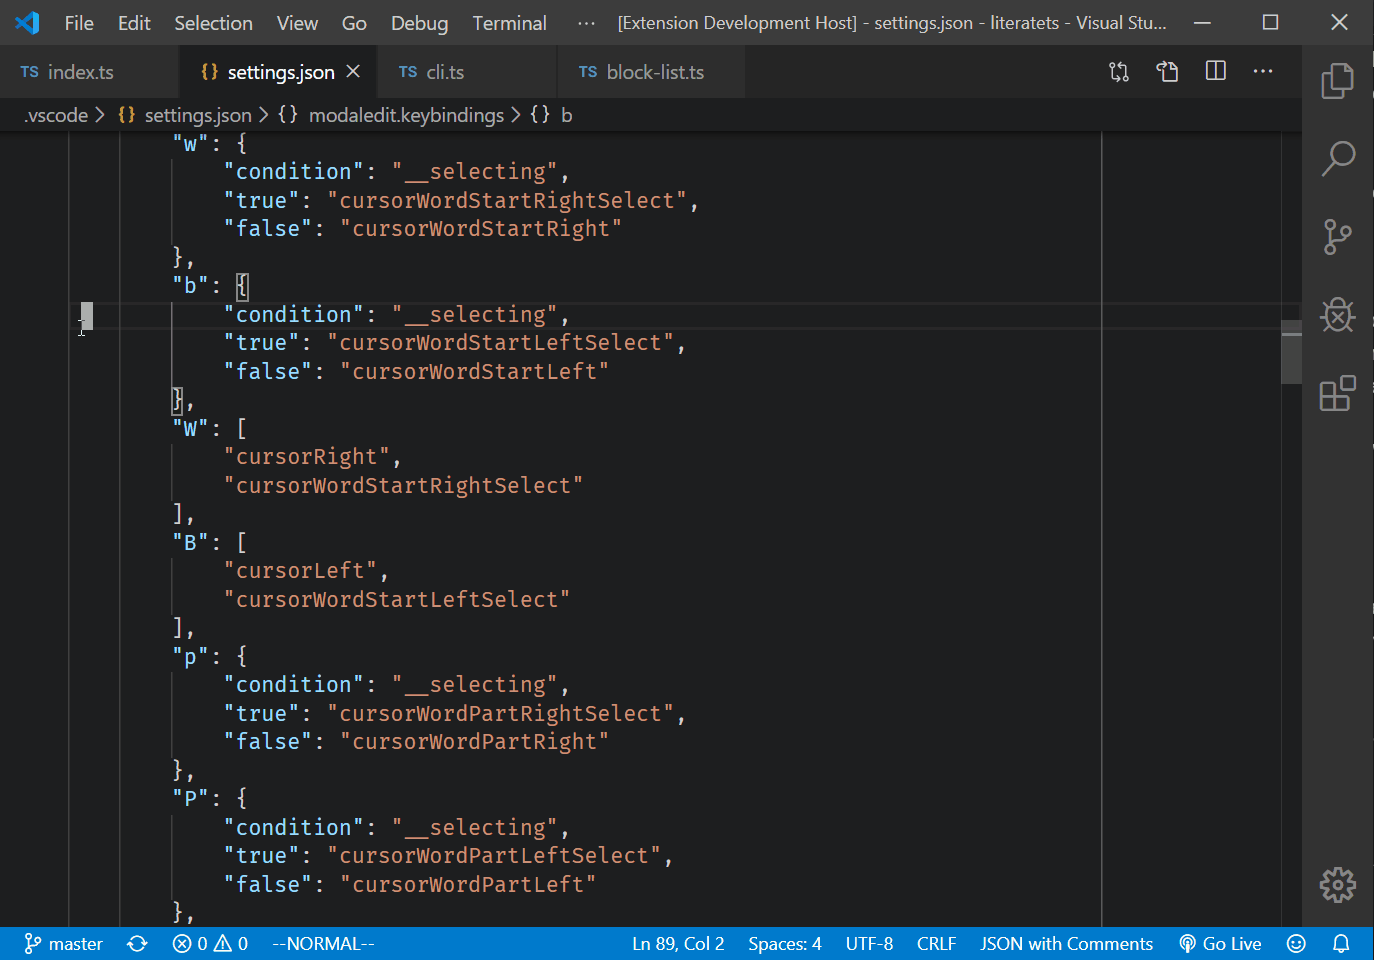 File Edit Selection View Go Debug Terminal ··· [Extension Development Host] - settings.json - literatets - Visual Stu...
TS index.ts {} settings.json TS cli.ts TS block-list.ts
.vscode > {} settings.json > {} modaledit.keybindings > {} b
"w": {
"condition": "__selecting",
"true": "cursorWordStartRightSelect",
"false": "cursorWordStartRight"
},
"b": {
"condition": "__selecting",
"true": "cursorWordStartLeftSelect",
"false": "cursorWordStartLeft"
},
"W": [
"cursorRight",
"cursorWordStartRightSelect"
],
"B": [
"cursorLeft",
"cursorWordStartLeftSelect"
],
"p": {
"condition": "__selecting",
"true": "cursorWordPartRightSelect",
"false": "cursorWordPartRight"
},
"P": {
"condition": "__selecting",
"true": "cursorWordPartLeftSelect",
"false": "cursorWordPartLeft"
},
master 0 0 --NORMAL-- Ln 89, Col 2 Spaces: 4 UTF-8 CRLF JSON with Comments Go Live